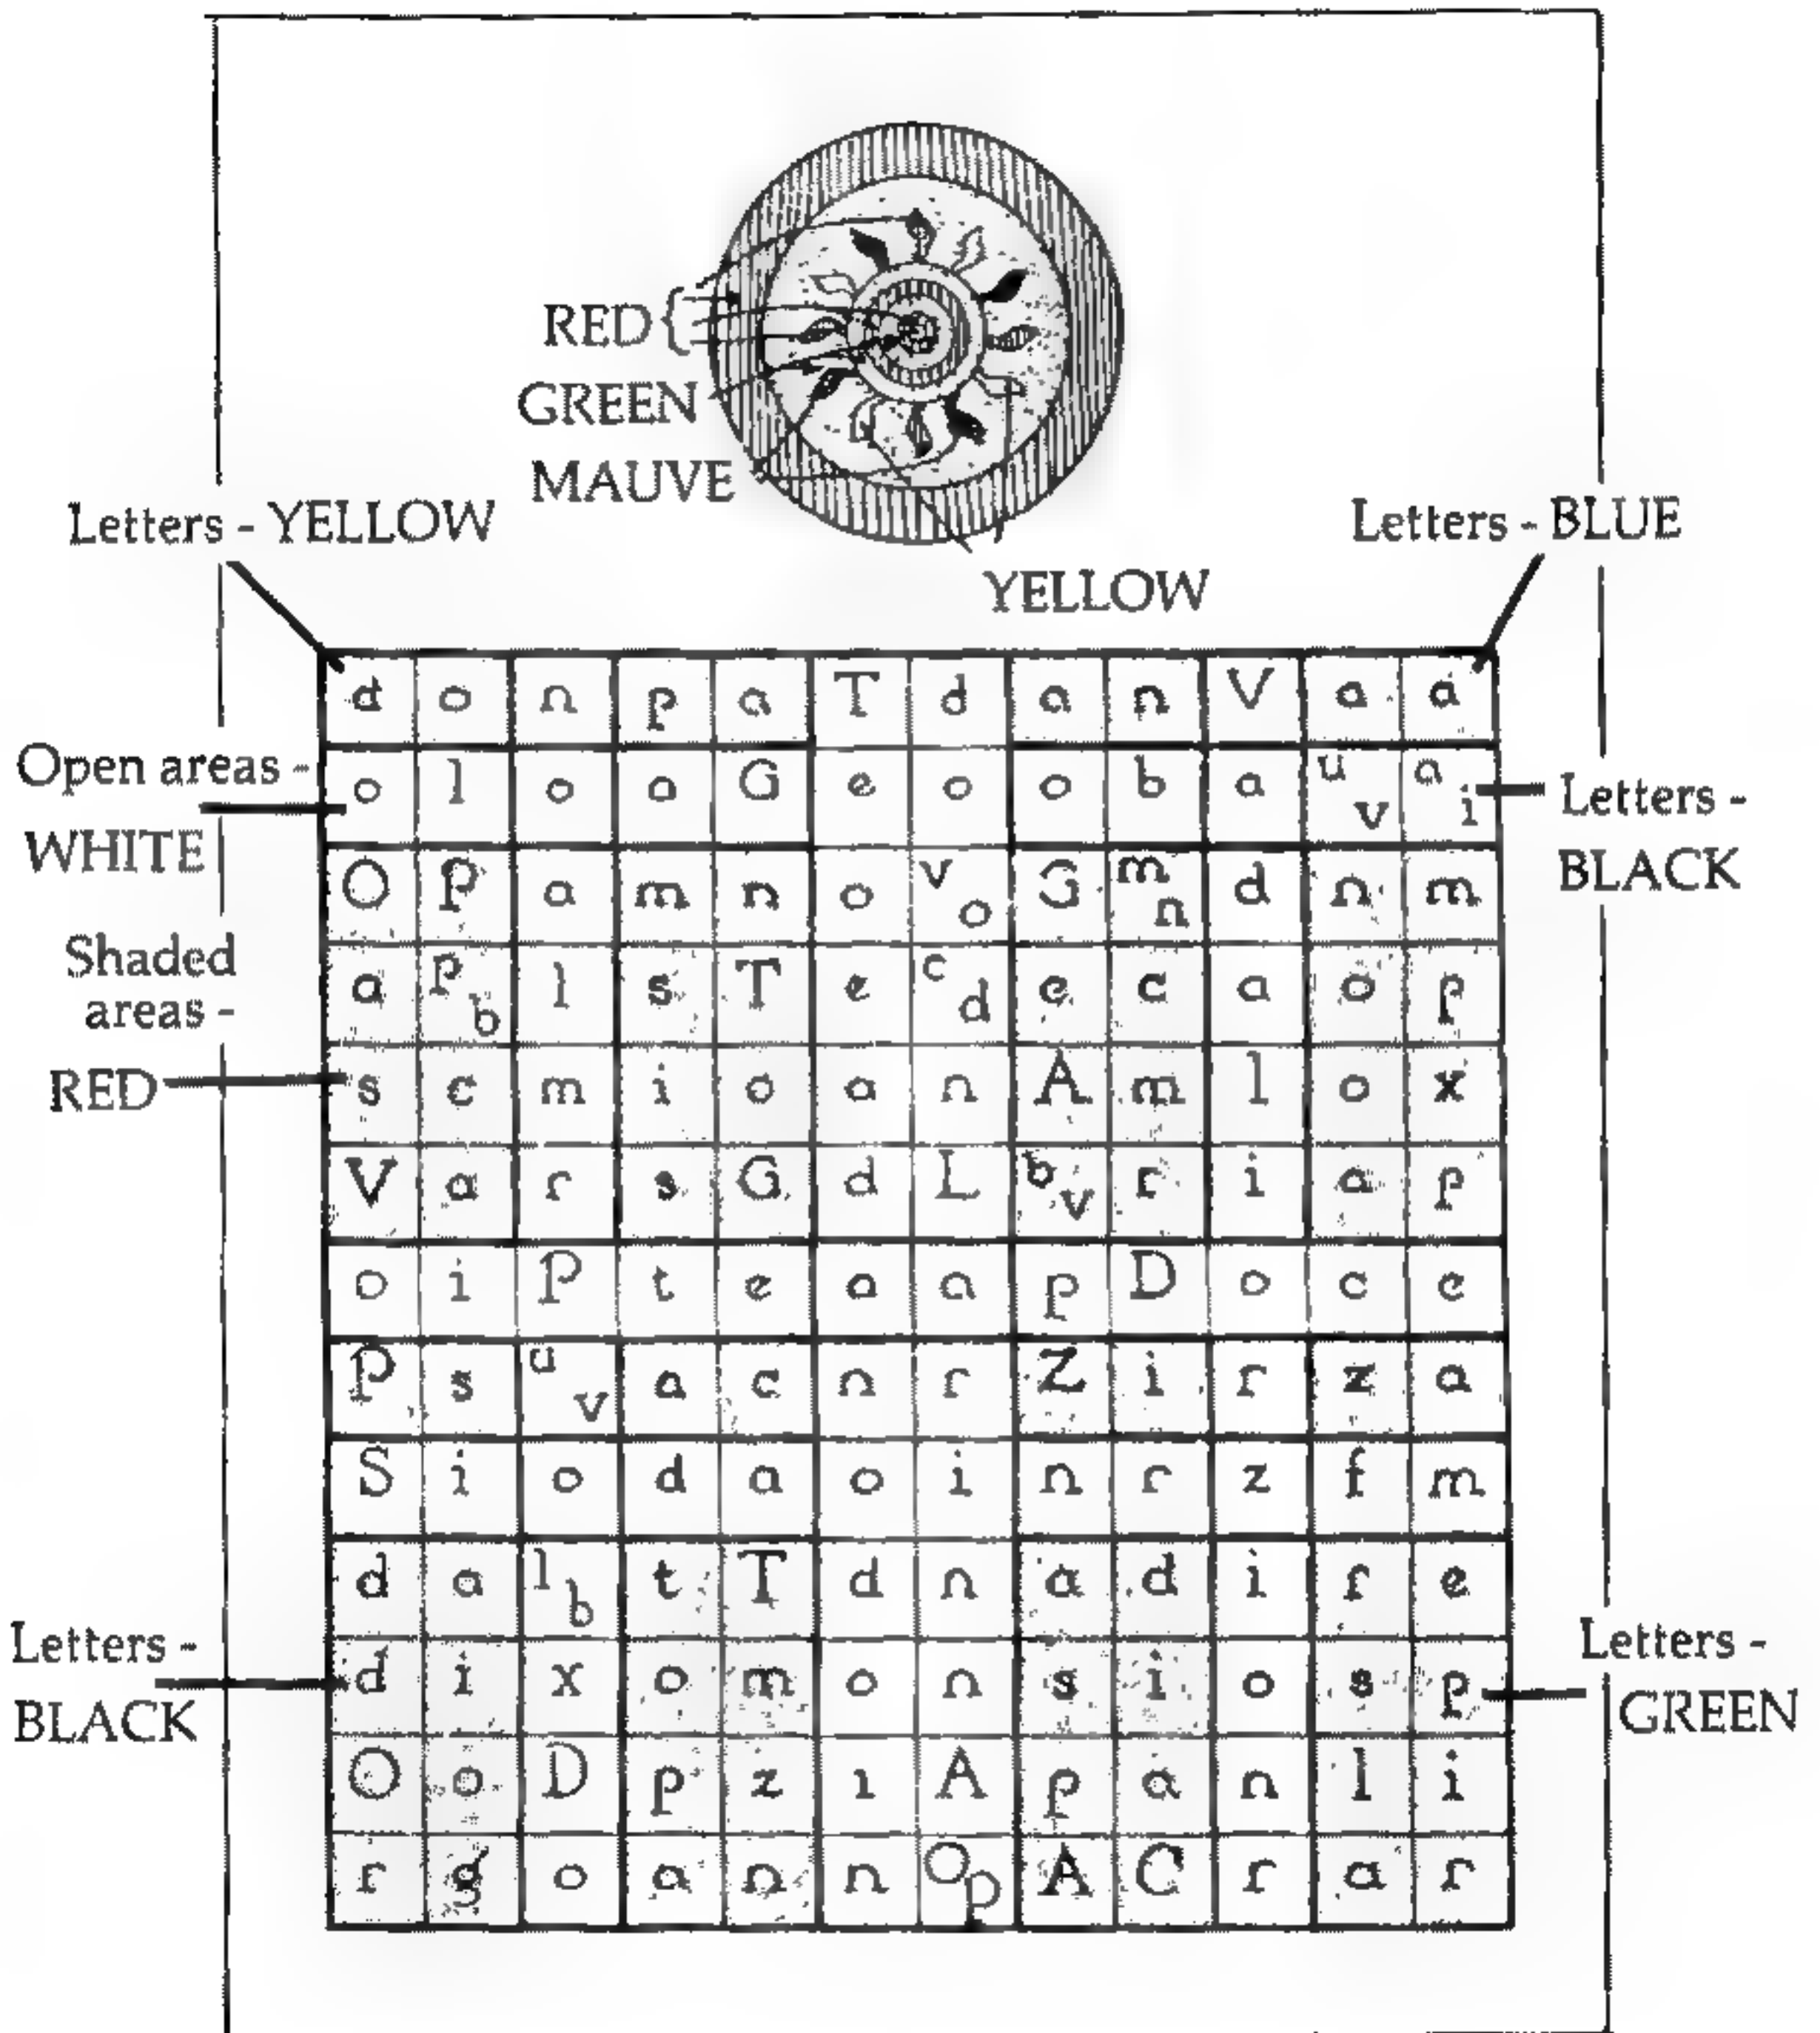 RED
GREEN
MAUVE
Letters - YELLOW
Letters - BLUE
YELLOW
Open areas -
WHITE
Letters -
BLACK
Shaded
areas -
RED
Letters -
BLACK
Letters -
GREEN
d o n p a T d a n V a a
o l o o G e o o b a u v a i
O P a m n o v o G m n d n m
a p b l s T e c d e c a o p
s c m i o a n A m l o x
V a r s G d L b v r i a p
o i P t e a a p D o c e
P s u v a c n r Z i r z a
S i o d a o i n r z f m
d a l b t T d n a d i r e
d i x o m o n s i o s p
O o D p z i A p a n l i
r g o a n n O p A C r a r